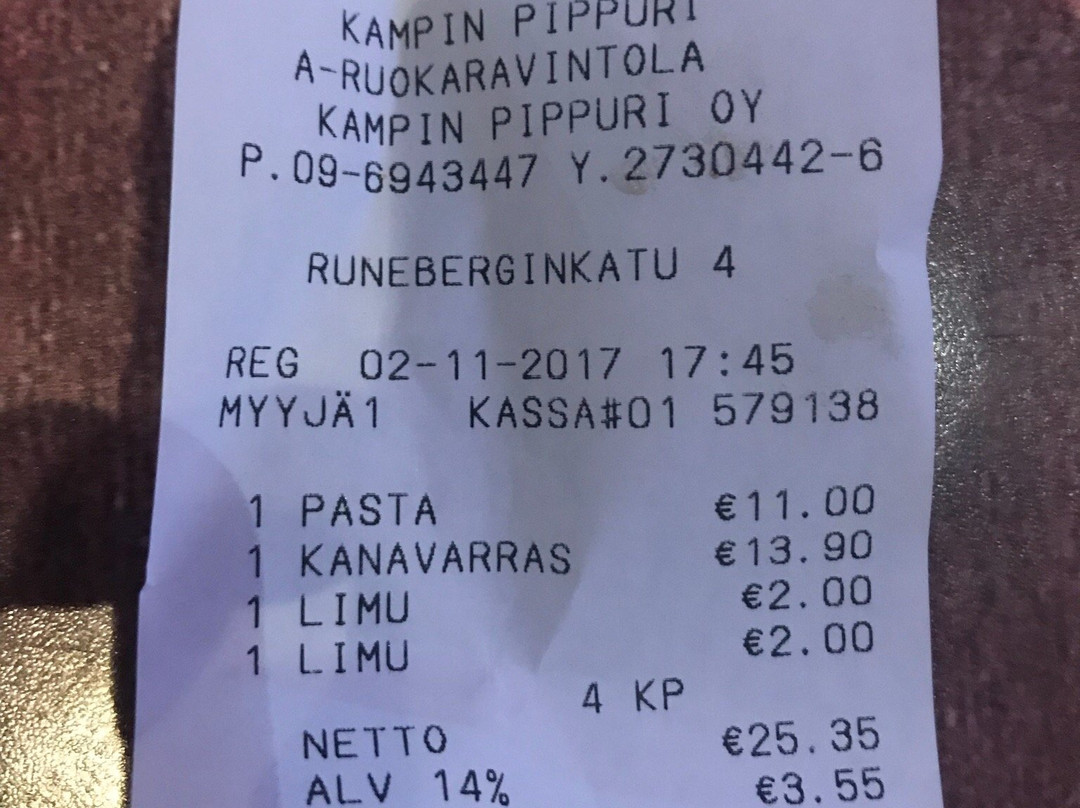 KAMPIN PIPPURI
A-RUOKARAVINTOLA
KAMPIN PIPPURI OY
P.09-6943447 Y.2730442-6
RUNEBERGINKATU 4
REG 02-11-2017 17:45
MYYJÄ1 KASSA#01 579138
1 PASTA €11.00
1 KANAVARRAS €13.90
1 LIMU €2.00
1 LIMU €2.00
4 KP
NETTO €25.35
ALV 14% €3.55